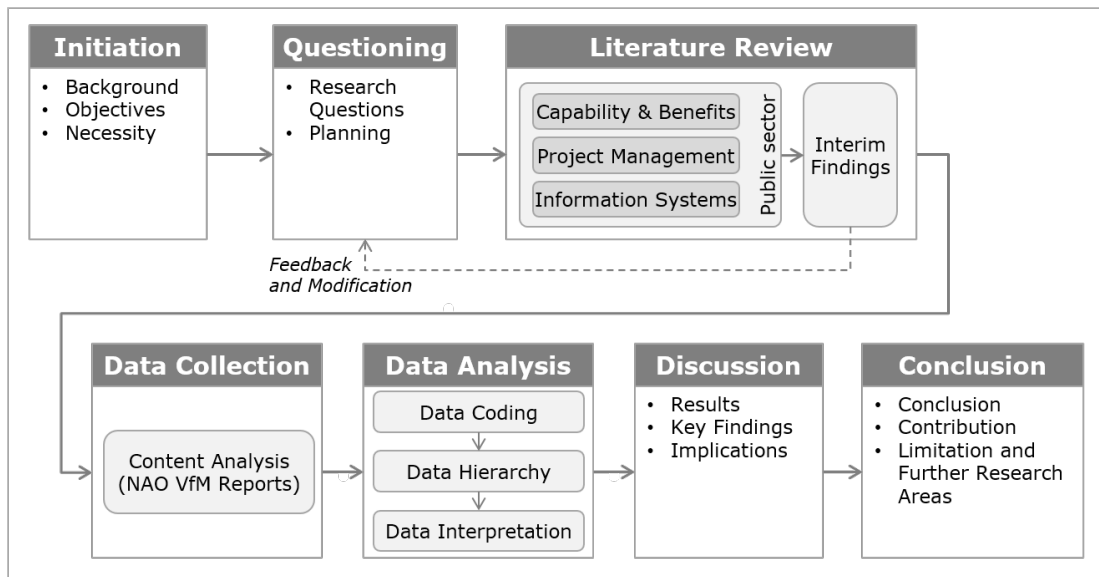 Initiation
• Background
• Objectives
• Necessity
Questioning
• Research
Questions
• Planning
Literature Review
Capability & Benefits
Project Management
Information Systems
Public sector
Interim
Findings
Feedback
and Modification
Data Collection
Content Analysis
(NAO VfM Reports)
Data Analysis
Data Coding
Data Hierarchy
Data Interpretation
Discussion
• Results
• Key Findings
• Implications
Conclusion
• Conclusion
• Contribution
• Limitation and
Further Research
Areas